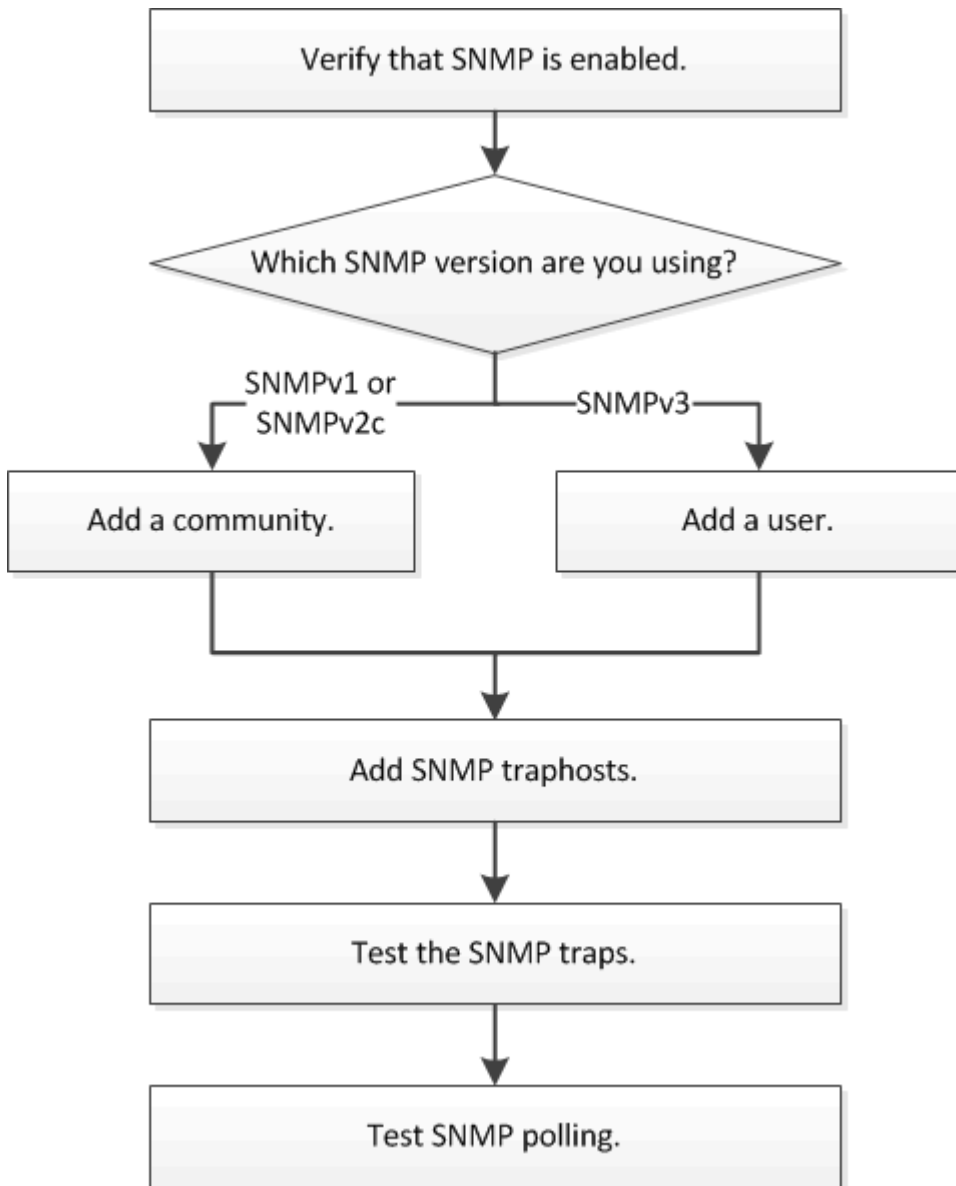 Verify that SNMP is enabled.
Which SNMP version are you using?
SNMPv1 or
SNMPv2c
SNMPv3
Add a community.
Add a user.
Add SNMP traphosts.
Test the SNMP traps.
Test SNMP polling.